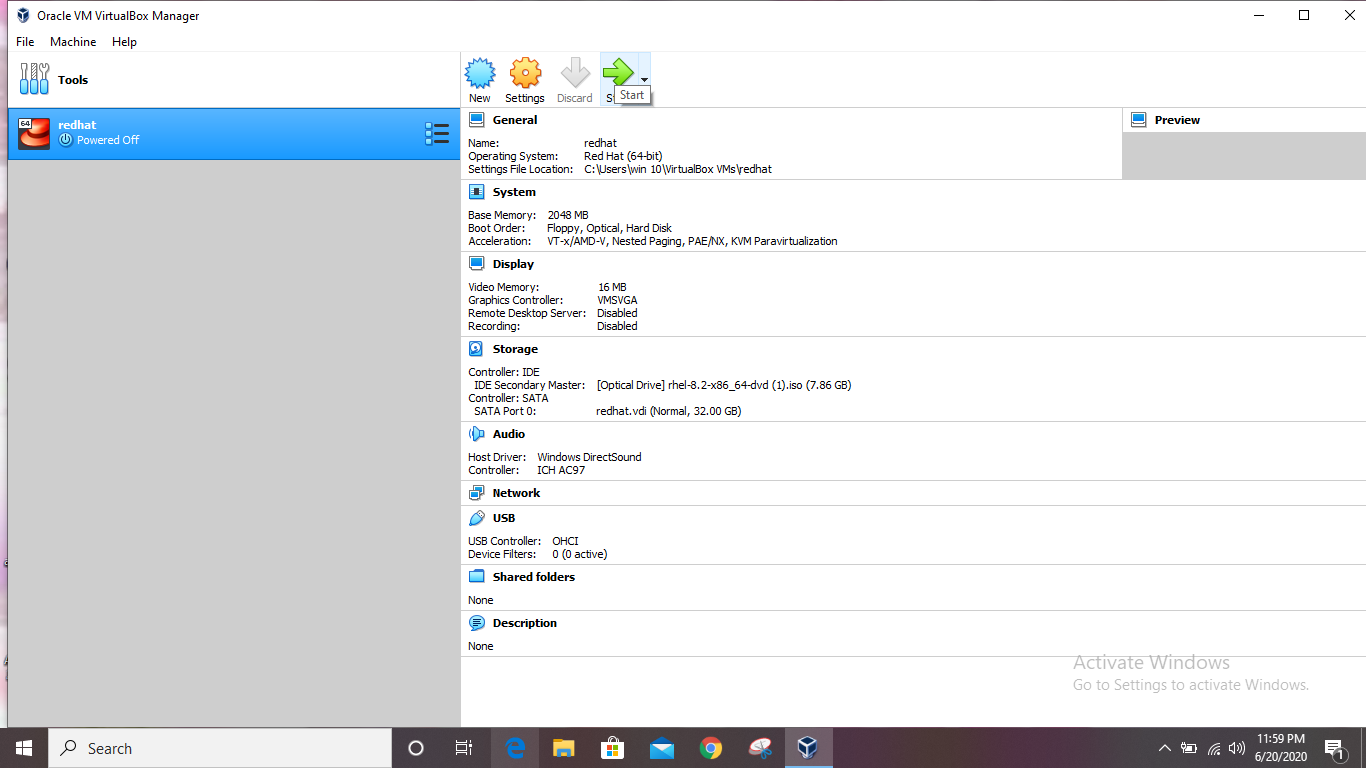 Oracle VM VirtualBox Manager
File Machine Help
Tools
New Settings Discard
Start
64
redhat
Powered Off
General
Name: redhat
Operating System: Red Hat (64-bit)
Settings File Location: C:\Users\win 10\VirtualBox VMs\redhat
Preview
System
Base Memory: 2048 MB
Boot Order: Floppy, Optical, Hard Disk
Acceleration: VT-x/AMD-V, Nested Paging, PAE/NX, KVM Paravirtualization
Display
Video Memory: 16 MB
Graphics Controller: VMSVGA
Remote Desktop Server: Disabled
Recording: Disabled
Storage
Controller: IDE
IDE Secondary Master: [Optical Drive] rhel-8.2-x86_64-dvd (1).iso (7.86 GB)
Controller: SATA
SATA Port 0: redhat.vdi (Normal, 32.00 GB)
Audio
Host Driver: Windows DirectSound
Controller: ICH AC97
Network
USB
USB Controller: OHCI
Device Filters: 0 (0 active)
Shared folders
None
Description
None
Activate Windows
Go to Settings to activate Windows.
Search
11:59 PM
6/20/2020
1